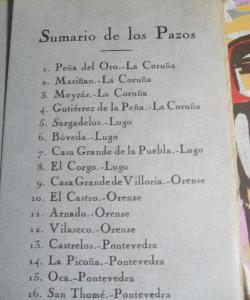 Sumario de los Pazos
1. Peña del Oro.-La Coruña
2. Mariñan.-La Coruña
3. Meyrás.-La Coruña
4. Gutiérrez de la Peña.-La Coruña
5. Sargadelos.-Lugo
6. Bóveda.-Lugo
7. Casa Grande de la Puebla.-Lugo
8. El Corgo.-Lugo
9. Casa Grande de Villoria.-Orense
10. El Castro.-Orense
11. Arnado.-Orense
12. Vilaseco.-Orense
13. Castrelos.-Pontevedra
14. La Picoña.-Pontevedra
15. Oca.-Pontevedra
16. San Thomé.-Pontevedra